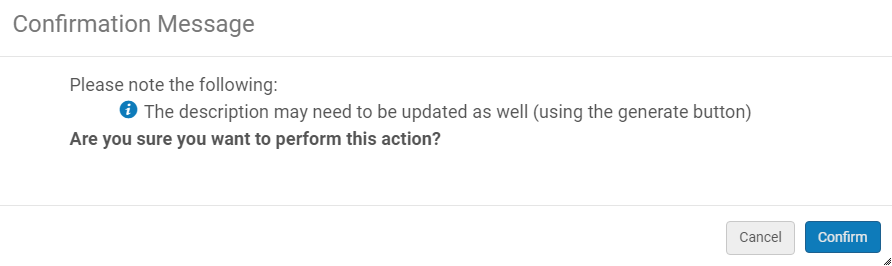 Confirmation Message
Please note the following:
The description may need to be updated as well (using the generate button)
Are you sure you want to perform this action?
Cancel
Confirm